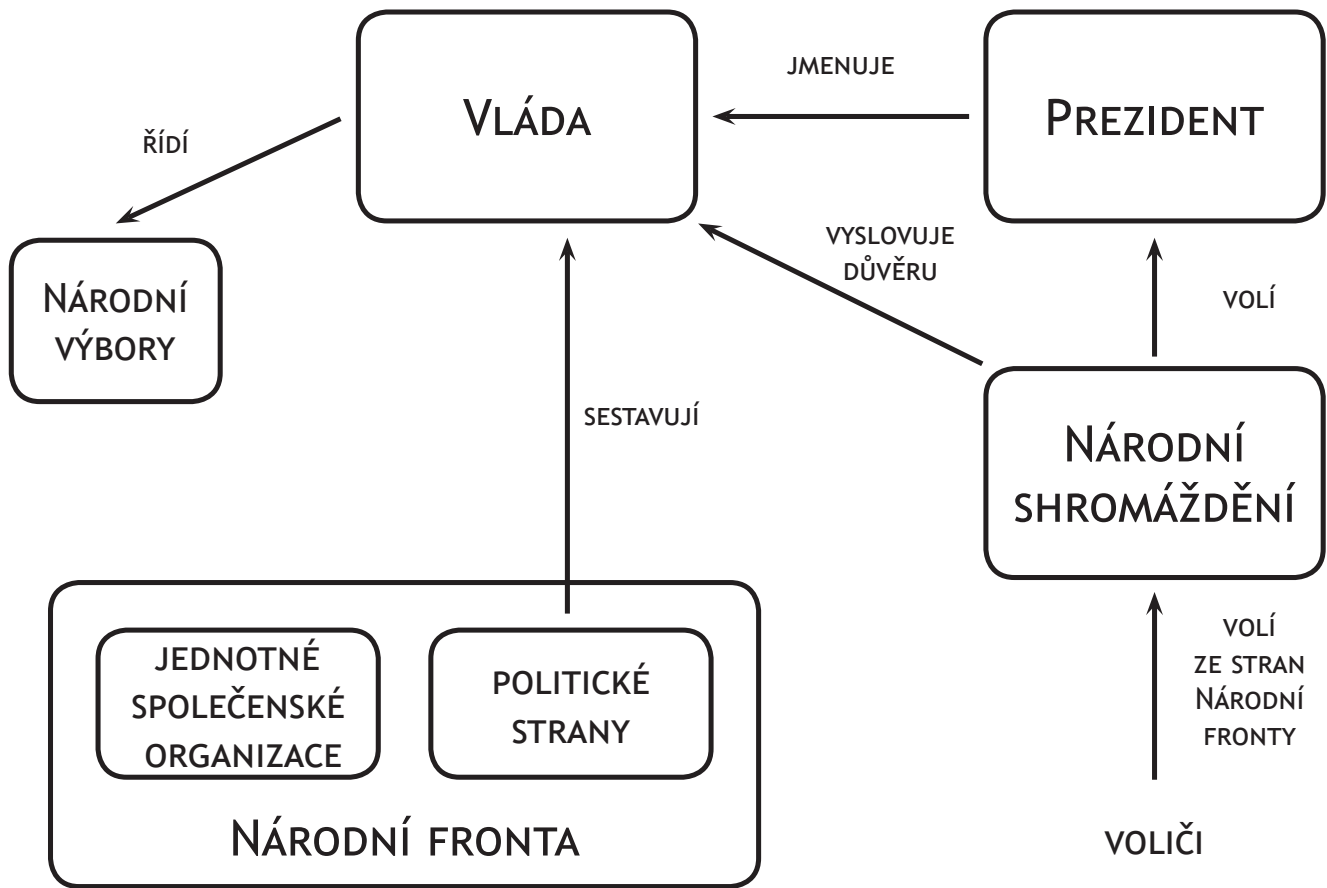 JMENUJE
VLÁDA
PREZIDENT
ŘÍDÍ
VYSLOVUJE
DŮVĚRU
VOLÍ
NÁRODNÍ
VÝBORY
SESTAVUJÍ
NÁRODNÍ
SHROMÁŽDĚNÍ
JEDNOTNÉ
SPOLEČENSKÉ
ORGANIZACE
POLITICKÉ
STRANY
NÁRODNÍ FRONTA
VOLÍ
ZE STRAN
NÁRODNÍ
FRONTY
VOLIČI